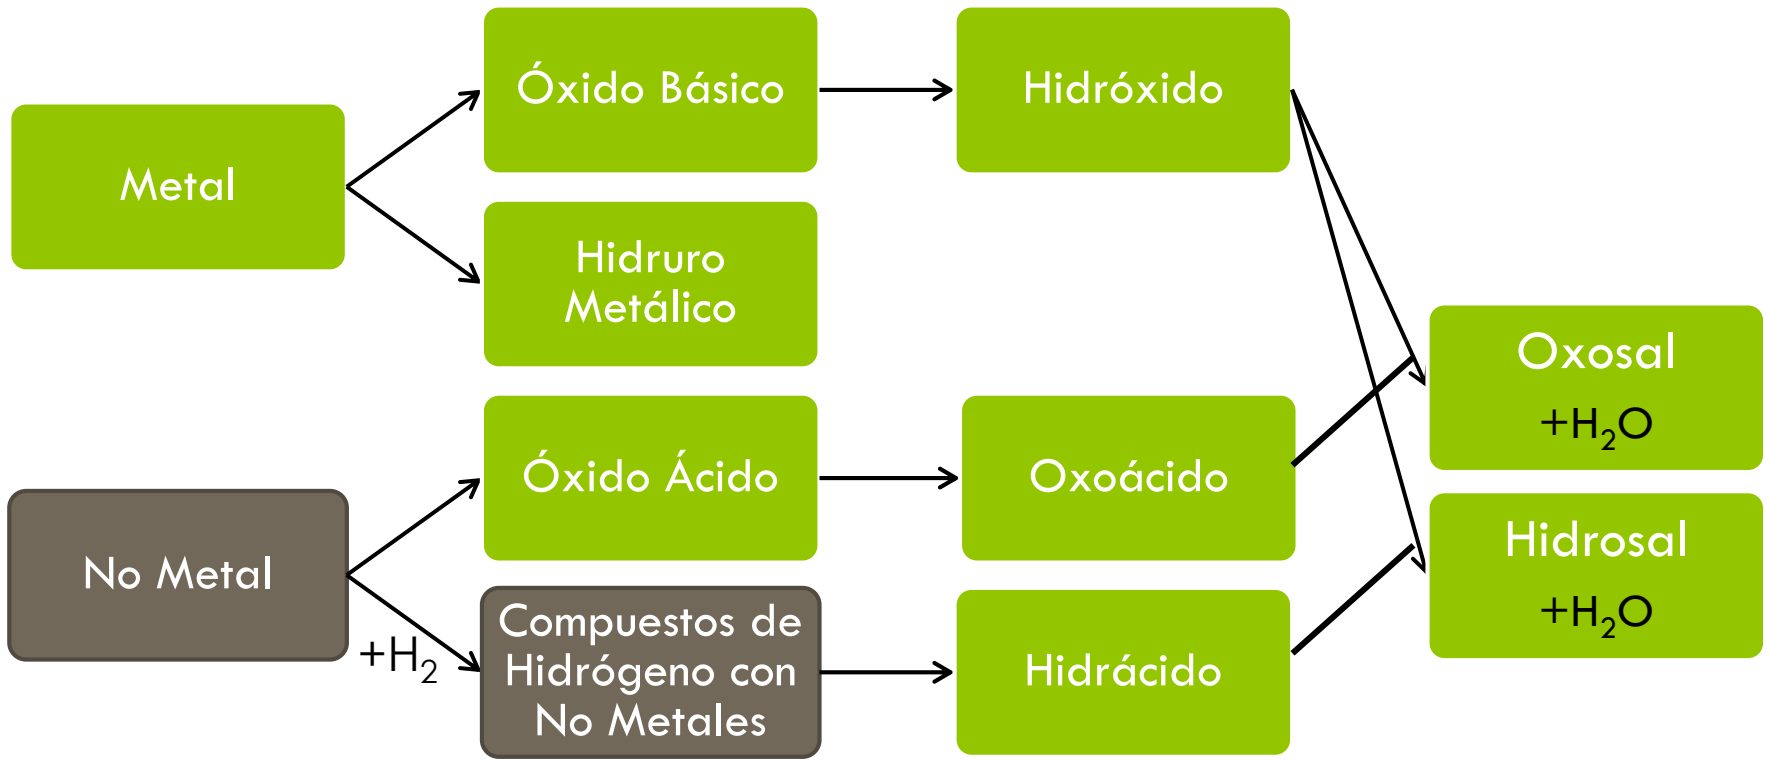 Metal
Óxido Básico
Hidróxido
Hidruro
Metálico
No Metal
+H₂
Óxido Ácido
Oxoácido
Compuestos de
Hidrógeno con
No Metales
Hidrácido
Oxosal
+H₂O
Hidrosal
+H₂O